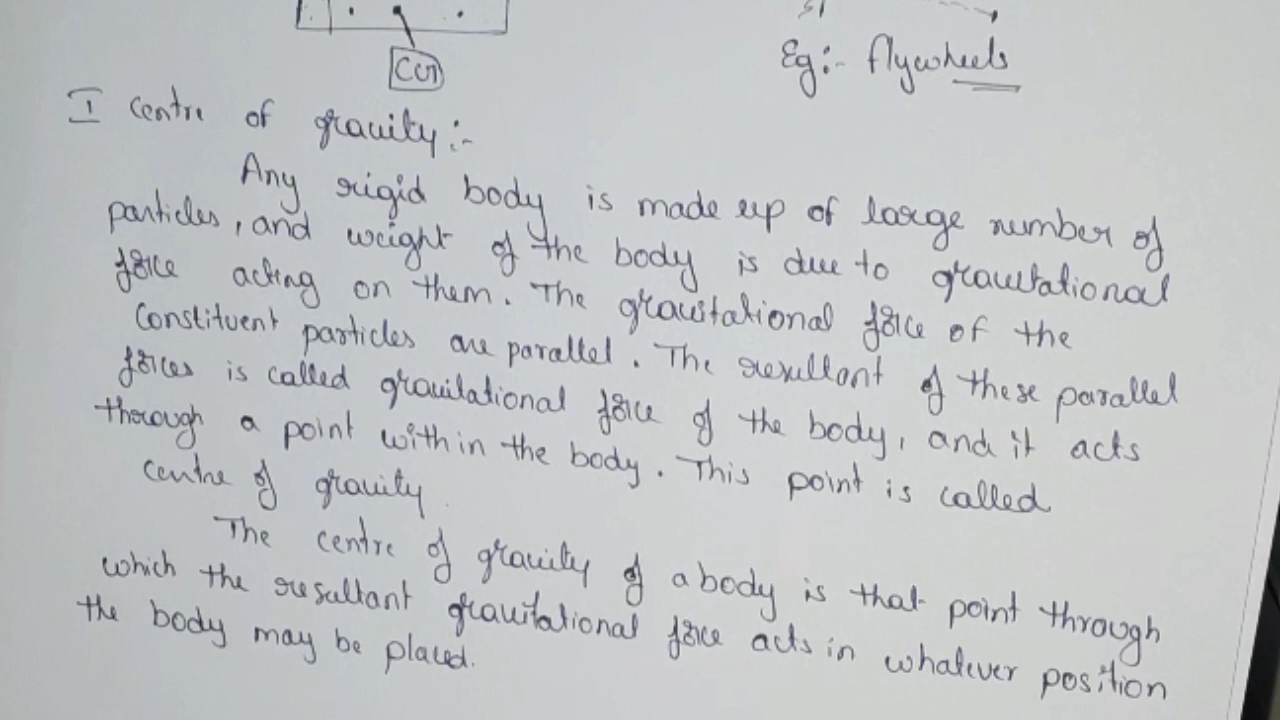 Eg:- flywheels
I centre of gravity:-
Any rigid body is made up of large number of
particles, and weight of the body is due to gravitational
force acting on them. The gravitational force of the
Constituent particles are parallel. The resultant of these parallel
forces is called gravitational force of the body, and it acts
through a point within the body. This point is called
centre of gravity.
The centre of gravity of a body is that point through
which the resultant gravitational force acts in whatever position
the body may be placed.